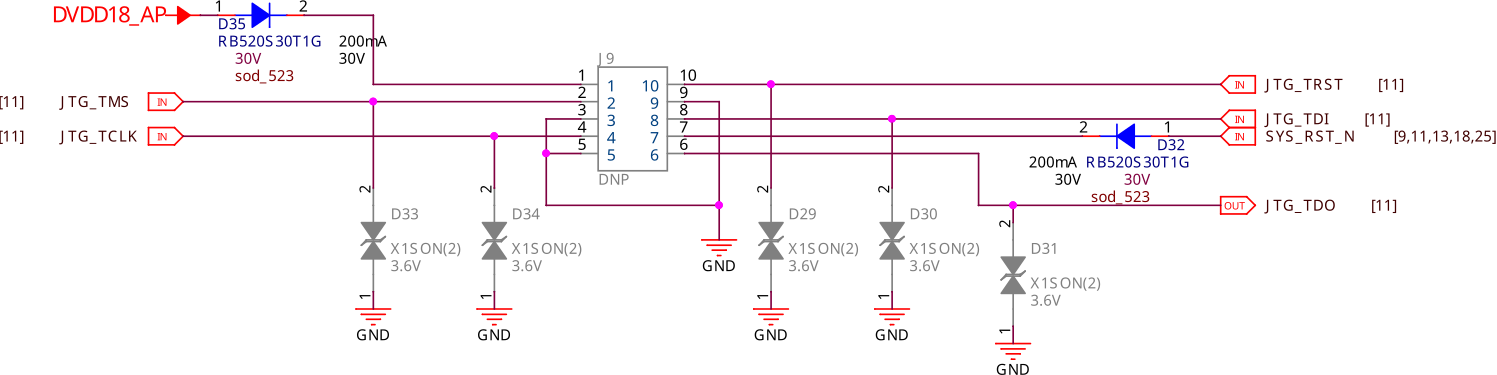 DVDD18_AP
1
2
D35
RB520S30T1G
30V
sod_523
200mA
30V
J9
1
2
3
4
5
1
2
3
4
5
10
9
8
7
6
10
9
8
7
6
DNP
[11] JTG_TMS IN
[11] JTG_TCLK IN
IN JTG_TRST [11]
IN JTG_TDI [11]
IN SYS_RST_N [9,11,13,18,25]
2
1
D32
200mA RB520S30T1G
30V 30V
sod_523
OUT JTG_TDO [11]
2
D33
X1SON(2)
3.6V
1
GND
2
D34
X1SON(2)
3.6V
1
GND
GND
2
D29
X1SON(2)
3.6V
1
GND
2
D30
X1SON(2)
3.6V
1
GND
2
D31
X1SON(2)
3.6V
1
GND